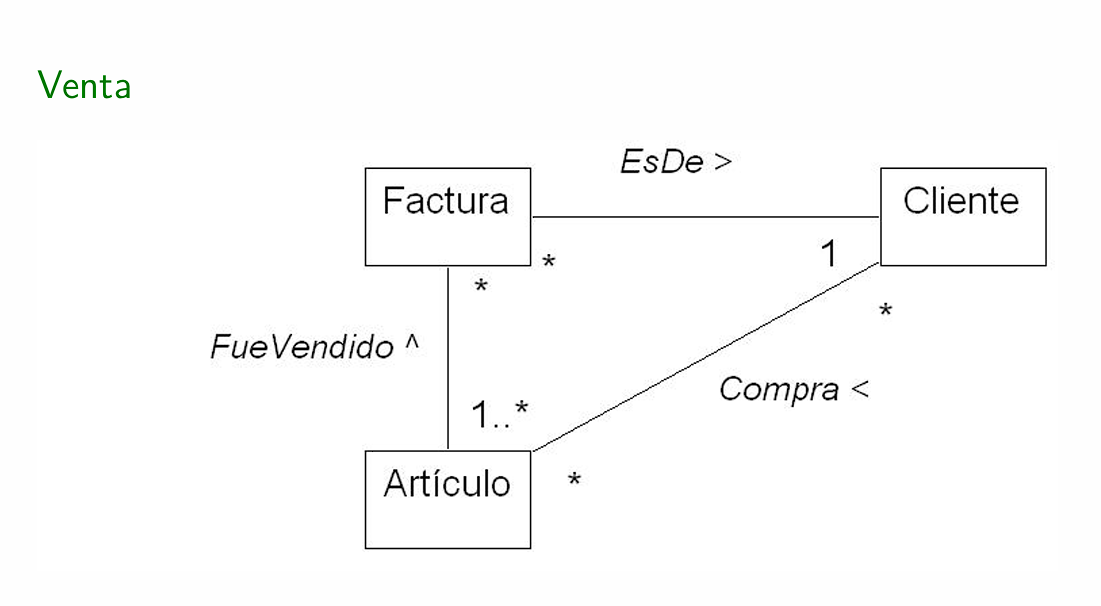 Venta
EsDe >
Factura
Cliente
*
1
*
*
FueVendido ^
Compra <
1..*
Artículo
*